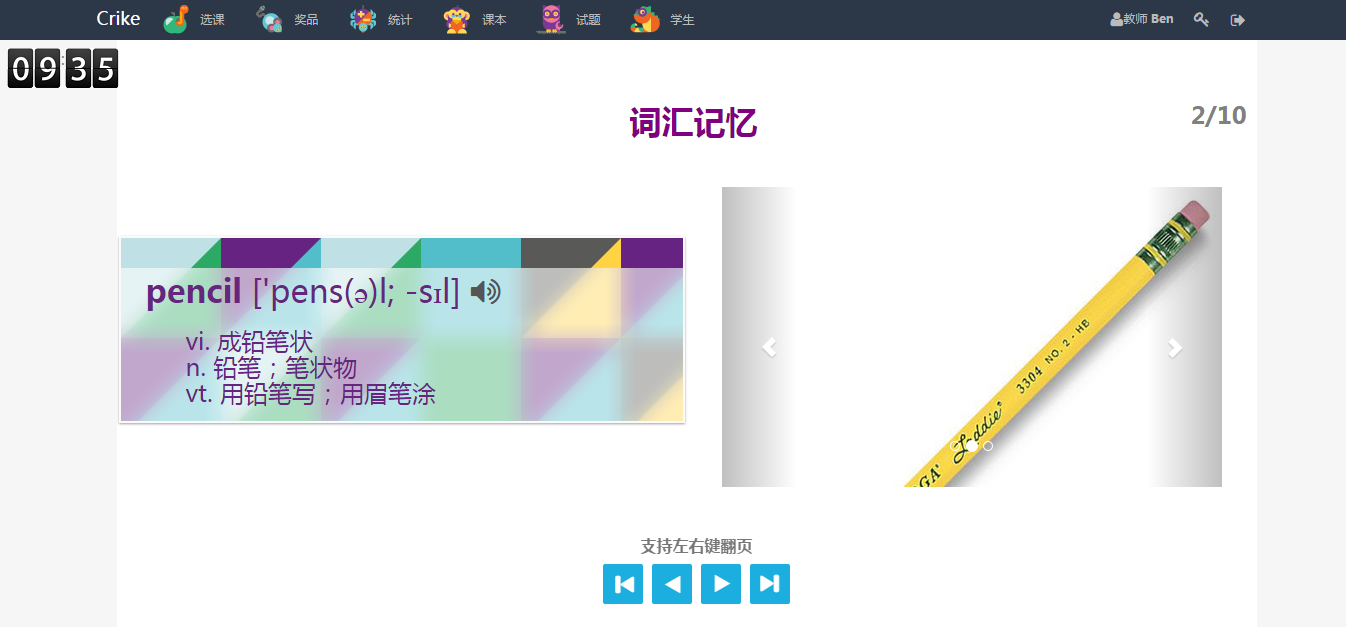 Crike 选课 奖品 统计 课本 试题 学生 教师 Ben
09:35
词汇记忆
2/10
pencil ['pens(ə)l; -sɪl]
vi. 成铅笔状
n. 铅笔；笔状物
vt. 用铅笔写；用眉笔涂
3304 NO. 2 - HB
Laddie®
GA®
支持左右键翻页